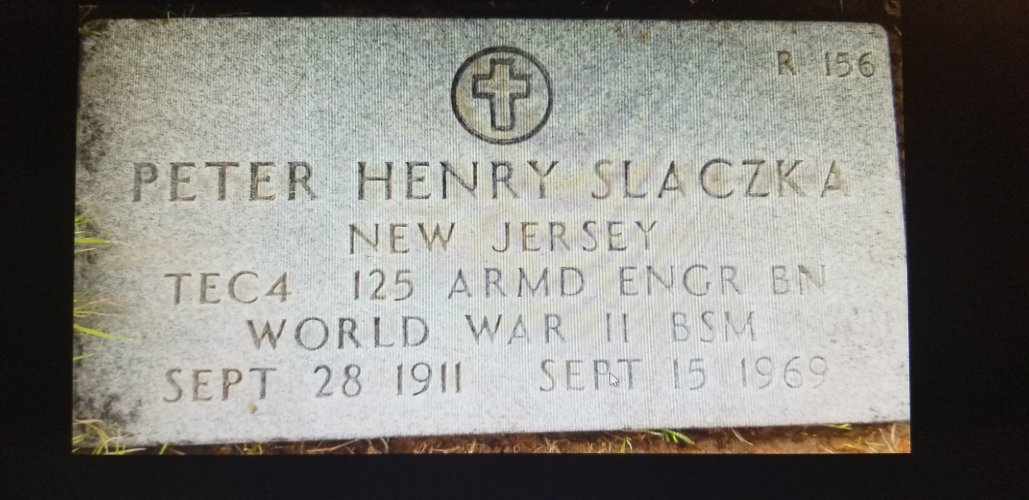 R 156
PETER HENRY SLACZKA
NEW JERSEY
TEC4 125 ARMD ENGR BN
WORLD WAR II BSM
SEPT 28 1911 SEPT 15 1969